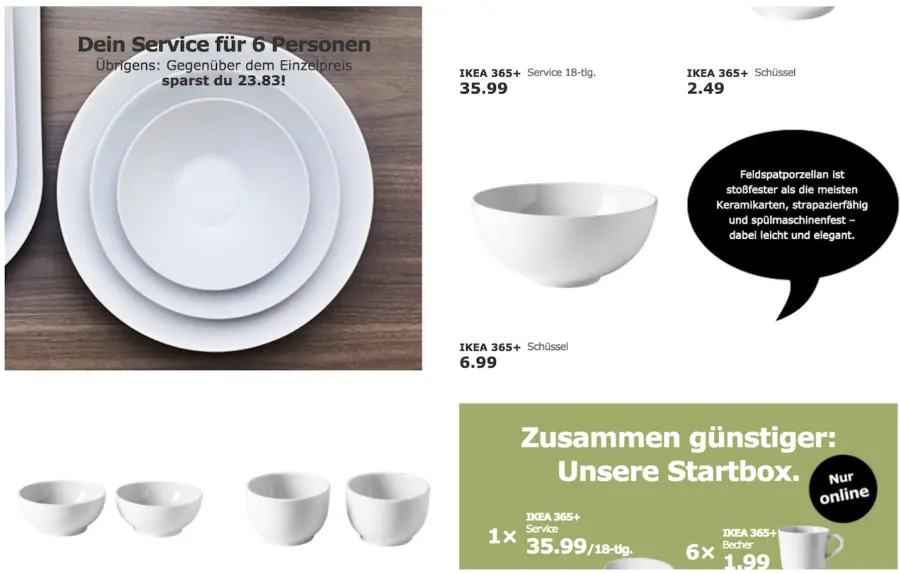 Dein Service für 6 Personen
Übrigens: Gegenüber dem Einzelpreis
sparst du 23.83!
IKEA 365+ Service 18-tlg.
35.99
IKEA 365+ Schüssel
2.49
Feldspatporzellan ist
stoßfester als die meisten
Keramikarten, strapazierfähig
und spülmaschinenfest –
dabei leicht und elegant.
IKEA 365+ Schüssel
6.99
Zusammen günstiger:
Unsere Startbox.
Nur
online
IKEA 365+
Service
1× 35.99/18-tlg.
IKEA 365+
Becher
6× 1.99